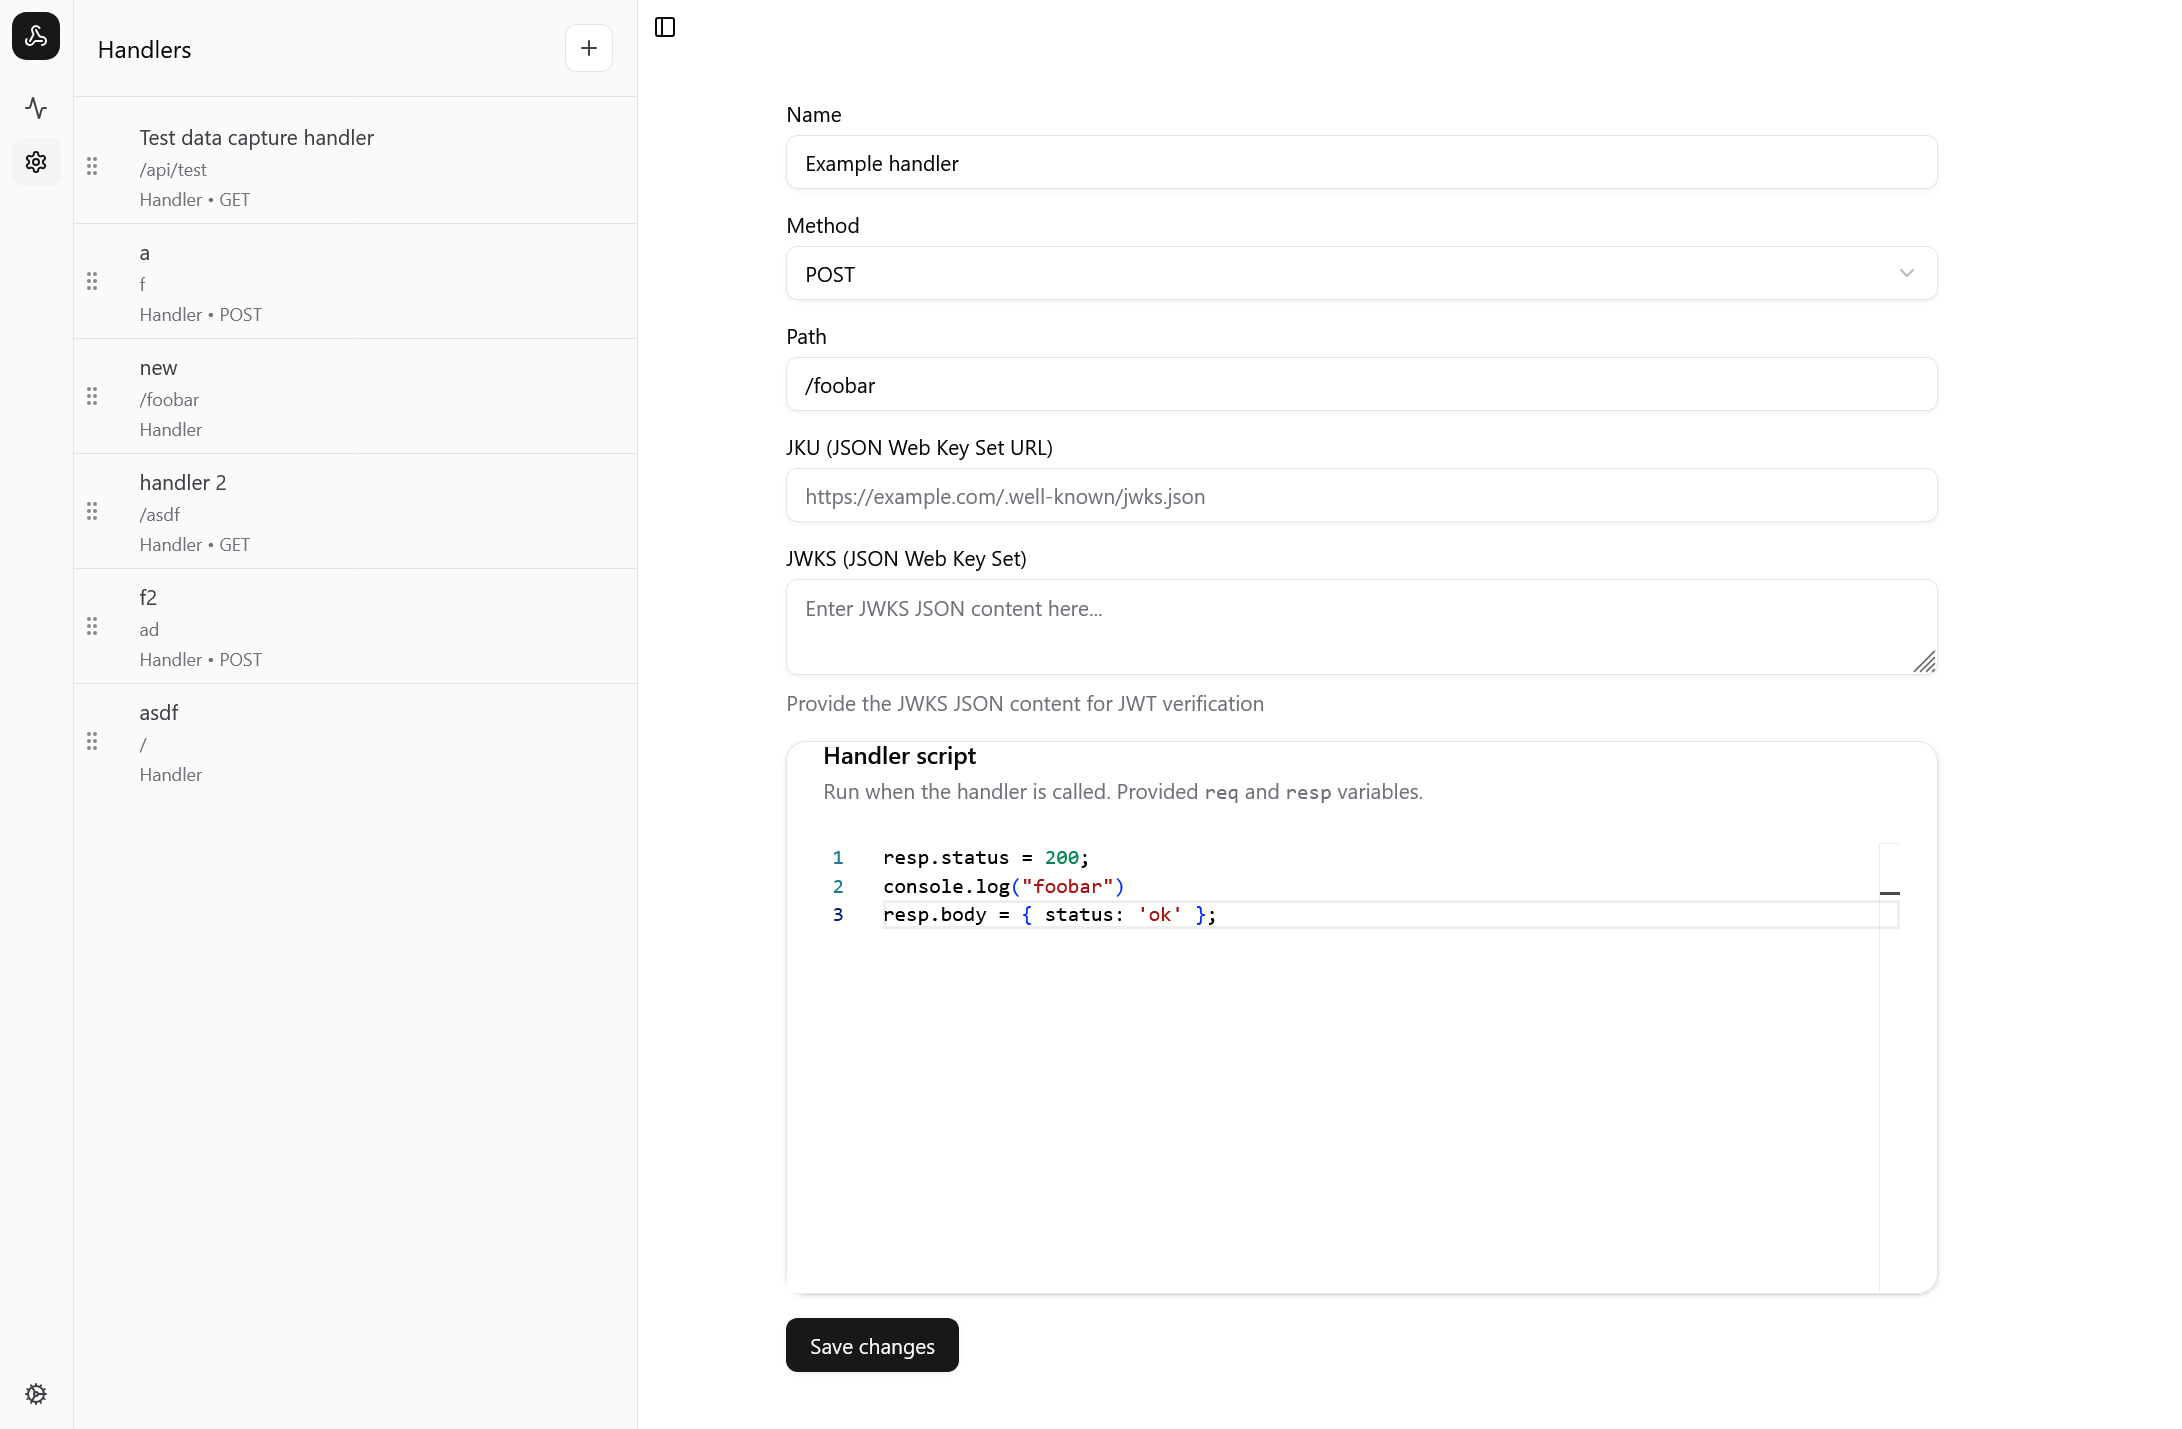 Handlers
Test data capture handler
/api/test
Handler • GET
a
f
Handler • POST
new
/foobar
Handler
handler 2
/asdf
Handler • GET
f2
ad
Handler • POST
asdf
/
Handler
Name
Example handler
Method
POST
Path
/foobar
JKU (JSON Web Key Set URL)
https://example.com/.well-known/jwks.json
JWKS (JSON Web Key Set)
Enter JWKS JSON content here...
Provide the JWKS JSON content for JWT verification
Handler script
Run when the handler is called. Provided req and resp variables.
1 resp.status = 200;
2 console.log("foobar")
3 resp.body = { status: 'ok' };
Save changes